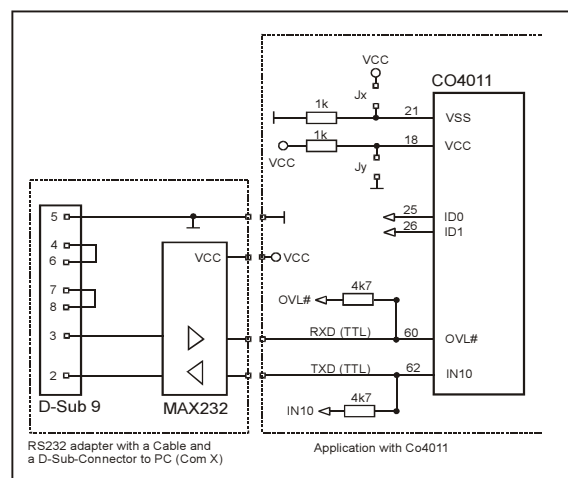 VCC
CO4011
Jx
1k
21
VSS
1k
18
VCC
VCC
Jy
25
ID0
26
ID1
5
4
6
VCC
VCC
7
8
4k7
OVL#
3
RXD (TTL)
60
OVL#
2
TXD (TTL)
62
IN10
4k7
IN10
D-Sub 9
MAX232
RS232 adapter with a Cable and
a D-Sub-Connector to PC (Com X)
Application with Co4011